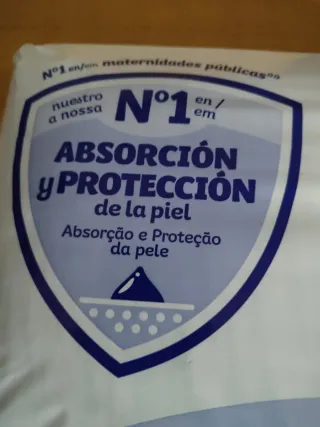 Nº1 en/em maternidades públicas**
nuestro
a nossa
Nº1 en /
em
ABSORCIÓN
y PROTECCIÓN
de la piel
Absorção e Proteção
da pele